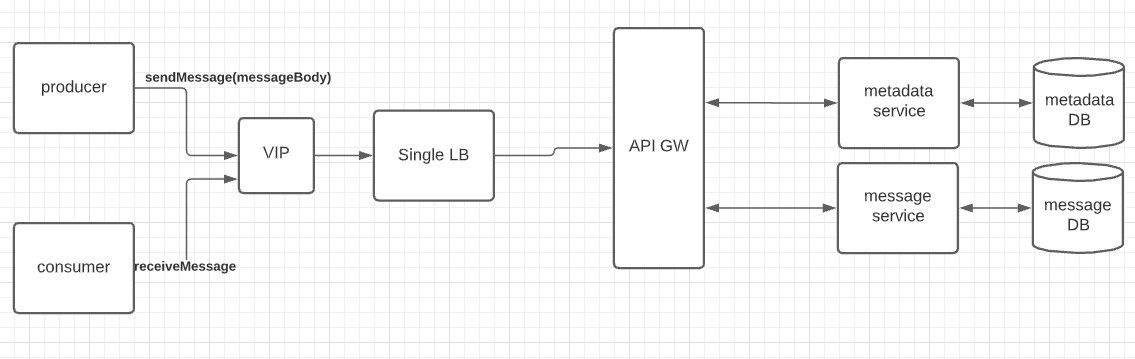 producer
sendMessage(messageBody)
VIP
Single LB
API GW
metadata
service
metadata
DB
message
service
message
DB
consumer
receiveMessage